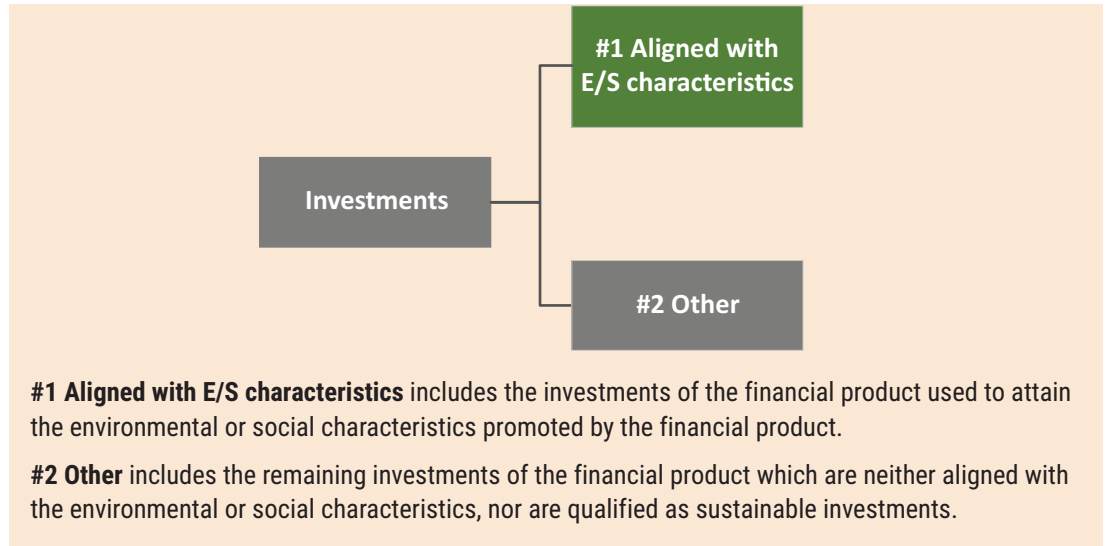 #1 Aligned with
E/S characteristics
Investments
#2 Other
#1 Aligned with E/S characteristics includes the investments of the financial product used to attain
the environmental or social characteristics promoted by the financial product.
#2 Other includes the remaining investments of the financial product which are neither aligned with
the environmental or social characteristics, nor are qualified as sustainable investments.